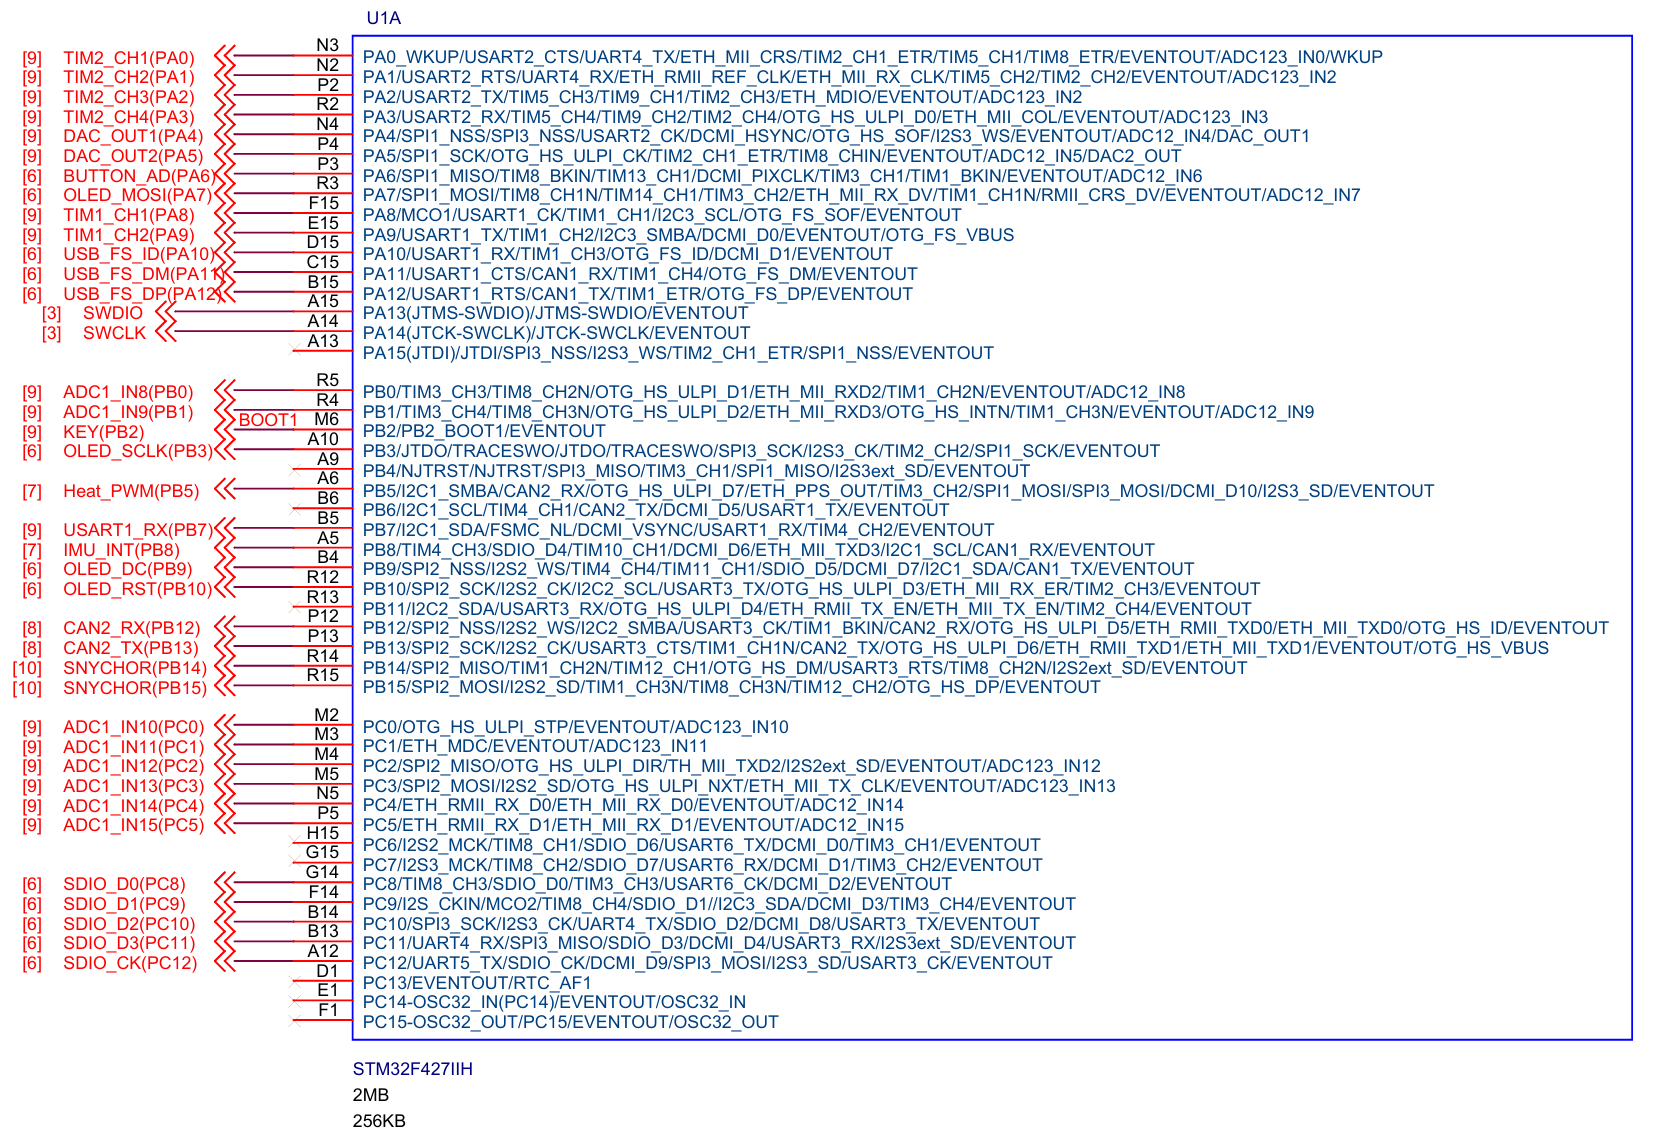 U1A
[9] TIM2_CH1(PA0) N3 PA0_WKUP/USART2_CTS/UART4_TX/ETH_MII_CRS/TIM2_CH1_ETR/TIM5_CH1/TIM8_ETR/EVENTOUT/ADC123_IN0/WKUP
[9] TIM2_CH2(PA1) N2 PA1/USART2_RTS/UART4_RX/ETH_RMII_REF_CLK/ETH_MII_RX_CLK/TIM5_CH2/TIM2_CH2/EVENTOUT/ADC123_IN2
[9] TIM2_CH3(PA2) P2 PA2/USART2_TX/TIM5_CH3/TIM9_CH1/TIM2_CH3/ETH_MDIO/EVENTOUT/ADC123_IN2
[9] TIM2_CH4(PA3) R2 PA3/USART2_RX/TIM5_CH4/TIM9_CH2/TIM2_CH4/OTG_HS_ULPI_D0/ETH_MII_COL/EVENTOUT/ADC123_IN3
[9] DAC_OUT1(PA4) N4 PA4/SPI1_NSS/SPI3_NSS/USART2_CK/DCMI_HSYNC/OTG_HS_SOF/I2S3_WS/EVENTOUT/ADC12_IN4/DAC_OUT1
[9] DAC_OUT2(PA5) P4 PA5/SPI1_SCK/OTG_HS_ULPI_CK/TIM2_CH1_ETR/TIM8_CHIN/EVENTOUT/ADC12_IN5/DAC2_OUT
[6] BUTTON_AD(PA6) P3 PA6/SPI1_MISO/TIM8_BKIN/TIM13_CH1/DCMI_PIXCLK/TIM3_CH1/TIM1_BKIN/EVENTOUT/ADC12_IN6
[6] OLED_MOSI(PA7) R3 PA7/SPI1_MOSI/TIM8_CH1N/TIM14_CH1/TIM3_CH2/ETH_MII_RX_DV/TIM1_CH1N/RMII_CRS_DV/EVENTOUT/ADC12_IN7
[9] TIM1_CH1(PA8) F15 PA8/MCO1/USART1_CK/TIM1_CH1/I2C3_SCL/OTG_FS_SOF/EVENTOUT
[9] TIM1_CH2(PA9) E15 PA9/USART1_TX/TIM1_CH2/I2C3_SMBA/DCMI_D0/EVENTOUT/OTG_FS_VBUS
[6] USB_FS_ID(PA10) D15 PA10/USART1_RX/TIM1_CH3/OTG_FS_ID/DCMI_D1/EVENTOUT
[6] USB_FS_DM(PA11) C15 PA11/USART1_CTS/CAN1_RX/TIM1_CH4/OTG_FS_DM/EVENTOUT
[6] USB_FS_DP(PA12) B15 PA12/USART1_RTS/CAN1_TX/TIM1_ETR/OTG_FS_DP/EVENTOUT
[3] SWDIO A15 PA13(JTMS-SWDIO)/JTMS-SWDIO/EVENTOUT
[3] SWCLK A14 PA14(JTCK-SWCLK)/JTCK-SWCLK/EVENTOUT
A13 PA15(JTDI)/JTDI/SPI3_NSS/I2S3_WS/TIM2_CH1_ETR/SPI1_NSS/EVENTOUT
[9] ADC1_IN8(PB0) R5 PB0/TIM3_CH3/TIM8_CH2N/OTG_HS_ULPI_D1/ETH_MII_RXD2/TIM1_CH2N/EVENTOUT/ADC12_IN8
[9] ADC1_IN9(PB1) R4 PB1/TIM3_CH4/TIM8_CH3N/OTG_HS_ULPI_D2/ETH_MII_RXD3/OTG_HS_INTN/TIM1_CH3N/EVENTOUT/ADC12_IN9
[9] KEY(PB2) BOOT1 M6 PB2/PB2_BOOT1/EVENTOUT
[6] OLED_SCLK(PB3) A10 PB3/JTDO/TRACESWO/JTDO/TRACESWO/SPI3_SCK/I2S3_CK/TIM2_CH2/SPI1_SCK/EVENTOUT
A9 PB4/NJTRST/NJTRST/SPI3_MISO/TIM3_CH1/SPI1_MISO/I2S3ext_SD/EVENTOUT
[7] Heat_PWM(PB5) A6 PB5/I2C1_SMBA/CAN2_RX/OTG_HS_ULPI_D7/ETH_PPS_OUT/TIM3_CH2/SPI1_MOSI/SPI3_MOSI/DCMI_D10/I2S3_SD/EVENTOUT
B6 PB6/I2C1_SCL/TIM4_CH1/CAN2_TX/DCMI_D5/USART1_TX/EVENTOUT
[9] USART1_RX(PB7) B5 PB7/I2C1_SDA/FSMC_NL/DCMI_VSYNC/USART1_RX/TIM4_CH2/EVENTOUT
[7] IMU_INT(PB8) A5 PB8/TIM4_CH3/SDIO_D4/TIM10_CH1/DCMI_D6/ETH_MII_TXD3/I2C1_SCL/CAN1_RX/EVENTOUT
[6] OLED_DC(PB9) B4 PB9/SPI2_NSS/I2S2_WS/TIM4_CH4/TIM11_CH1/SDIO_D5/DCMI_D7/I2C1_SDA/CAN1_TX/EVENTOUT
[6] OLED_RST(PB10) R12 PB10/SPI2_SCK/I2S2_CK/I2C2_SCL/USART3_TX/OTG_HS_ULPI_D3/ETH_MII_RX_ER/TIM2_CH3/EVENTOUT
R13 PB11/I2C2_SDA/USART3_RX/OTG_HS_ULPI_D4/ETH_RMII_TX_EN/ETH_MII_TX_EN/TIM2_CH4/EVENTOUT
[8] CAN2_RX(PB12) P12 PB12/SPI2_NSS/I2S2_WS/I2C2_SMBA/USART3_CK/TIM1_BKIN/CAN2_RX/OTG_HS_ULPI_D5/ETH_RMII_TXD0/ETH_MII_TXD0/OTG_HS_ID/EVENTOUT
[8] CAN2_TX(PB13) P13 PB13/SPI2_SCK/I2S2_CK/USART3_CTS/TIM1_CH1N/CAN2_TX/OTG_HS_ULPI_D6/ETH_RMII_TXD1/ETH_MII_TXD1/EVENTOUT/OTG_HS_VBUS
[10] SNYCHOR(PB14) R14 PB14/SPI2_MISO/TIM1_CH2N/TIM12_CH1/OTG_HS_DM/USART3_RTS/TIM8_CH2N/I2S2ext_SD/EVENTOUT
[10] SNYCHOR(PB15) R15 PB15/SPI2_MOSI/I2S2_SD/TIM1_CH3N/TIM8_CH3N/TIM12_CH2/OTG_HS_DP/EVENTOUT
[9] ADC1_IN10(PC0) M2 PC0/OTG_HS_ULPI_STP/EVENTOUT/ADC123_IN10
[9] ADC1_IN11(PC1) M3 PC1/ETH_MDC/EVENTOUT/ADC123_IN11
[9] ADC1_IN12(PC2) M4 PC2/SPI2_MISO/OTG_HS_ULPI_DIR/TH_MII_TXD2/I2S2ext_SD/EVENTOUT/ADC123_IN12
[9] ADC1_IN13(PC3) M5 PC3/SPI2_MOSI/I2S2_SD/OTG_HS_ULPI_NXT/ETH_MII_TX_CLK/EVENTOUT/ADC123_IN13
[9] ADC1_IN14(PC4) N5 PC4/ETH_RMII_RX_D0/ETH_MII_RX_D0/EVENTOUT/ADC12_IN14
[9] ADC1_IN15(PC5) P5 PC5/ETH_RMII_RX_D1/ETH_MII_RX_D1/EVENTOUT/ADC12_IN15
H15 PC6/I2S2_MCK/TIM8_CH1/SDIO_D6/USART6_TX/DCMI_D0/TIM3_CH1/EVENTOUT
G15 PC7/I2S3_MCK/TIM8_CH2/SDIO_D7/USART6_RX/DCMI_D1/TIM3_CH2/EVENTOUT
[6] SDIO_D0(PC8) G14 PC8/TIM8_CH3/SDIO_D0/TIM3_CH3/USART6_CK/DCMI_D2/EVENTOUT
[6] SDIO_D1(PC9) F14 PC9/I2S_CKIN/MCO2/TIM8_CH4/SDIO_D1//I2C3_SDA/DCMI_D3/TIM3_CH4/EVENTOUT
[6] SDIO_D2(PC10) B14 PC10/SPI3_SCK/I2S3_CK/UART4_TX/SDIO_D2/DCMI_D8/USART3_TX/EVENTOUT
[6] SDIO_D3(PC11) B13 PC11/UART4_RX/SPI3_MISO/SDIO_D3/DCMI_D4/USART3_RX/I2S3ext_SD/EVENTOUT
[6] SDIO_CK(PC12) A12 PC12/UART5_TX/SDIO_CK/DCMI_D9/SPI3_MOSI/I2S3_SD/USART3_CK/EVENTOUT
D1 PC13/EVENTOUT/RTC_AF1
E1 PC14-OSC32_IN(PC14)/EVENTOUT/OSC32_IN
F1 PC15-OSC32_OUT/PC15/EVENTOUT/OSC32_OUT
STM32F427IIH
2MB
256KB